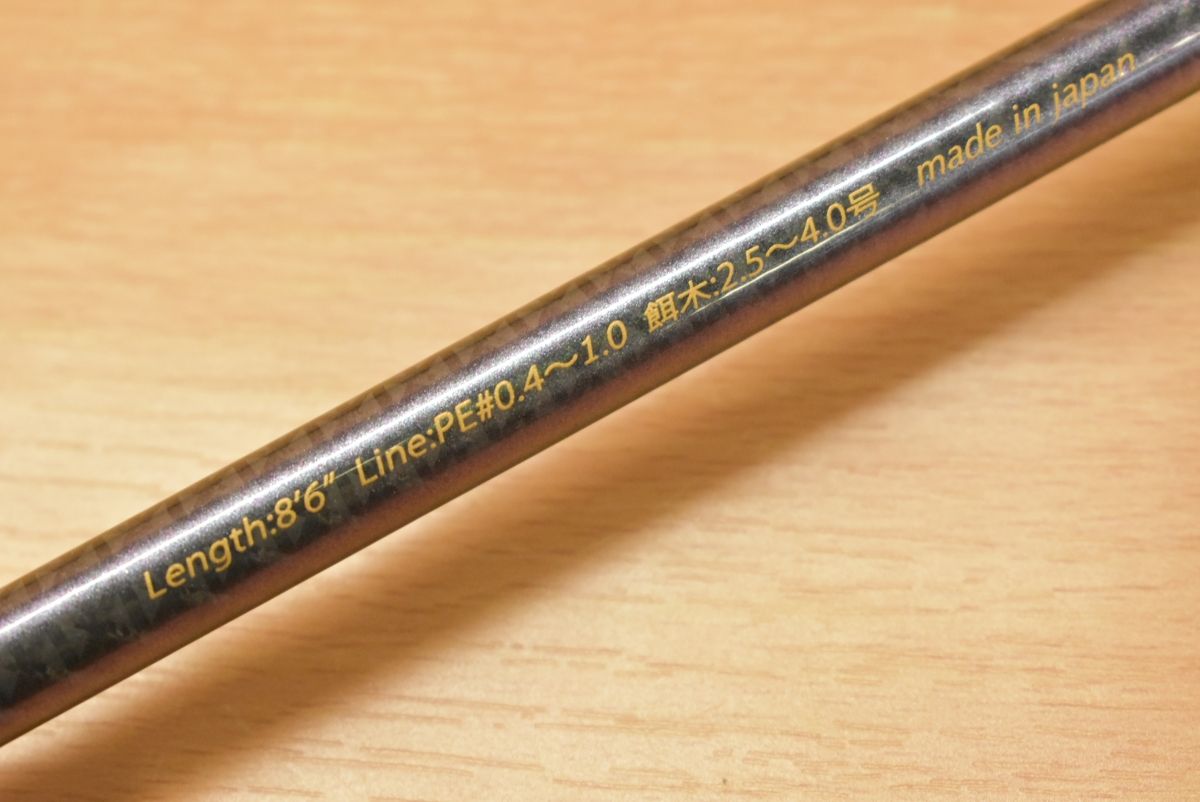 Length:8'6" Line:PE#0.4～1.0 餌木:2.5～4.0号 made in japan